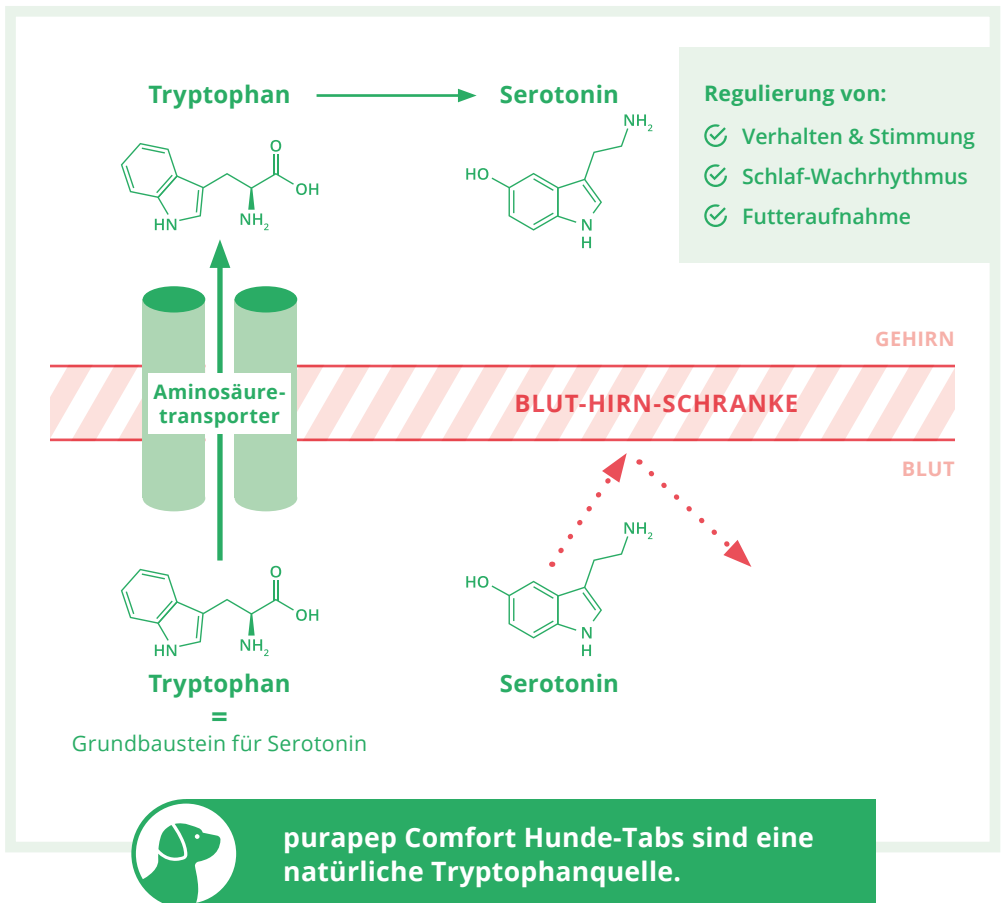 Tryptophan
Serotonin
Regulierung von:
Verhalten & Stimmung
Schlaf-Wachrhythmus
Futteraufnahme
O
OH
NH₂
HN
NH₂
HO
N
H
GEHIRN
Aminosäure-
transporter
BLUT-HIRN-SCHRANKE
BLUT
O
OH
NH₂
HN
NH₂
HO
N
H
Tryptophan
=
Grundbaustein für Serotonin
Serotonin
purapep Comfort Hunde-Tabs sind eine
natürliche Tryptophanquelle.